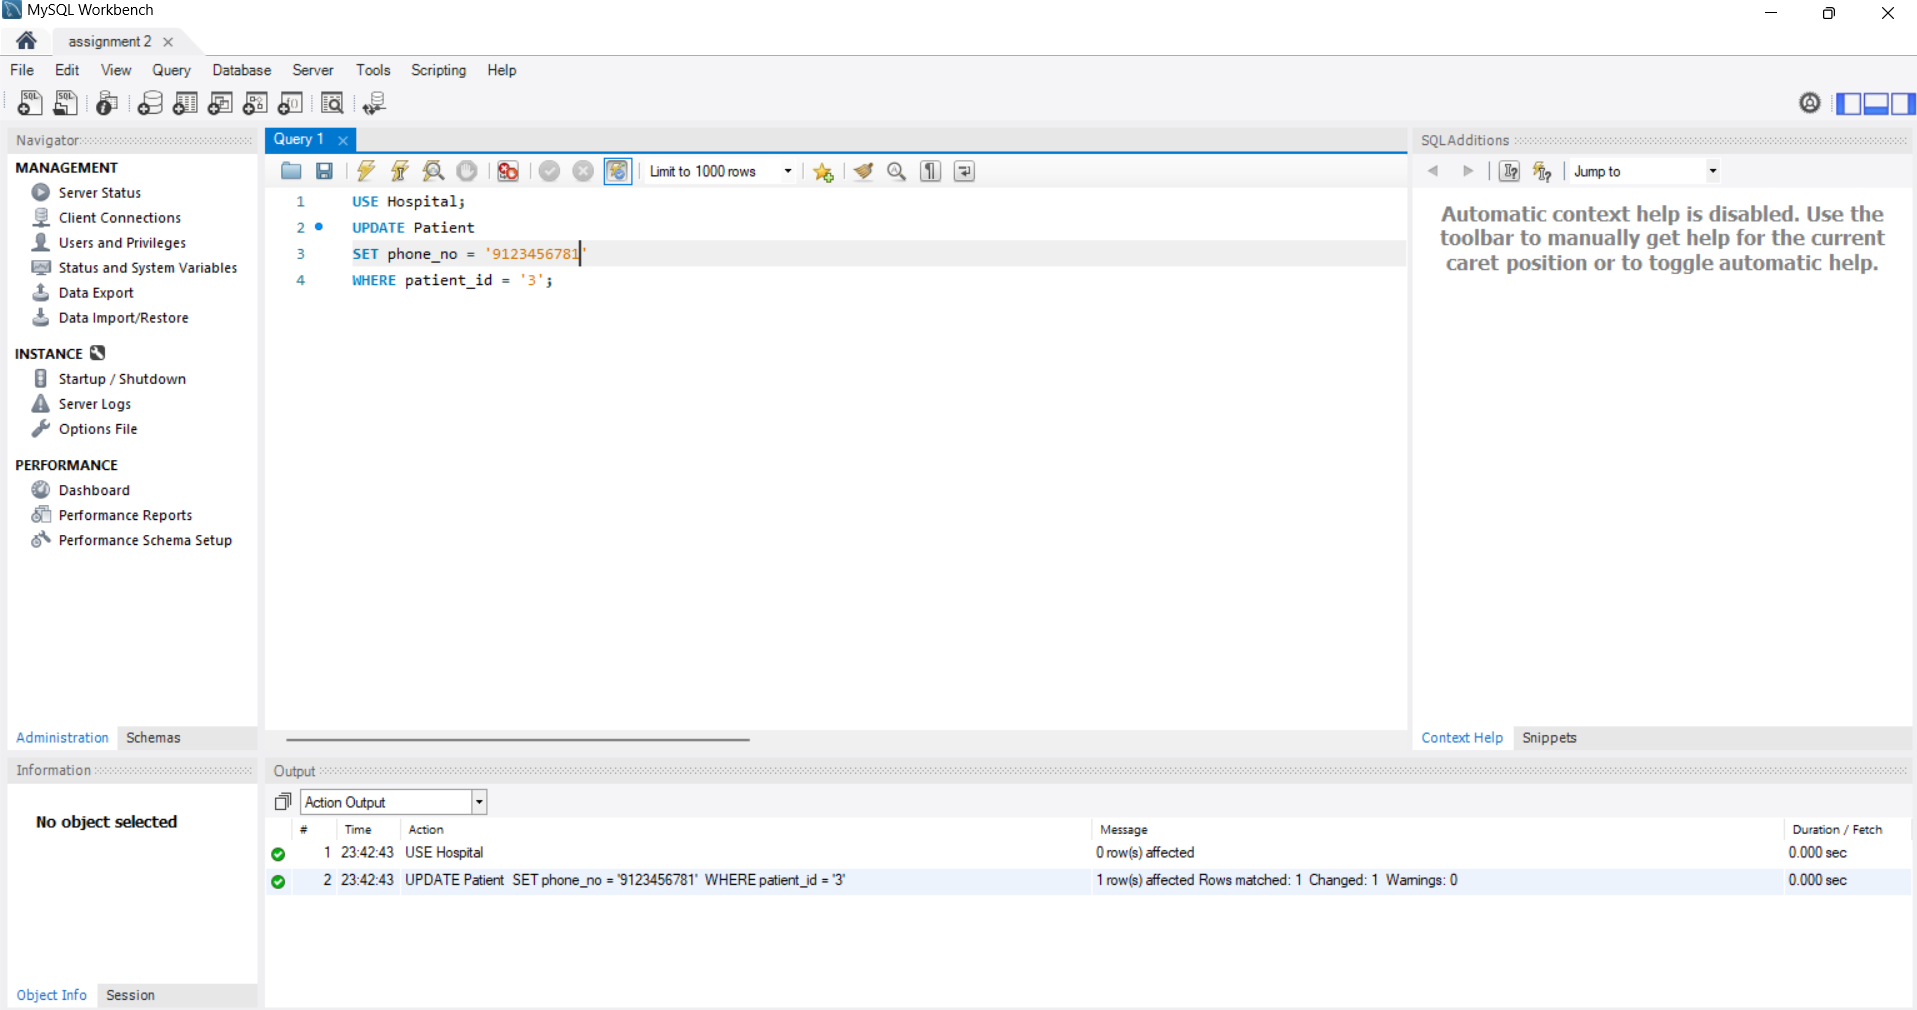 MySQL Workbench
assignment 2
File Edit View Query Database Server Tools Scripting Help
Navigator
MANAGEMENT
Server Status
Client Connections
Users and Privileges
Status and System Variables
Data Export
Data Import/Restore
INSTANCE
Startup / Shutdown
Server Logs
Options File
PERFORMANCE
Dashboard
Performance Reports
Performance Schema Setup
Administration Schemas
Information
No object selected
Object Info Session
Query 1
Limit to 1000 rows
1 USE Hospital;
2 UPDATE Patient
3 SET phone_no = '9123456781'
4 WHERE patient_id = '3';
SQLAdditions
Jump to
Automatic context help is disabled. Use the
toolbar to manually get help for the current
caret position or to toggle automatic help.
Context Help Snippets
Output
Action Output
# Time Action Message Duration / Fetch
1 23:42:43 USE Hospital 0 row(s) affected 0.000 sec
2 23:42:43 UPDATE Patient SET phone_no = '9123456781' WHERE patient_id = '3' 1 row(s) affected Rows matched: 1 Changed: 1 Warnings: 0 0.000 sec